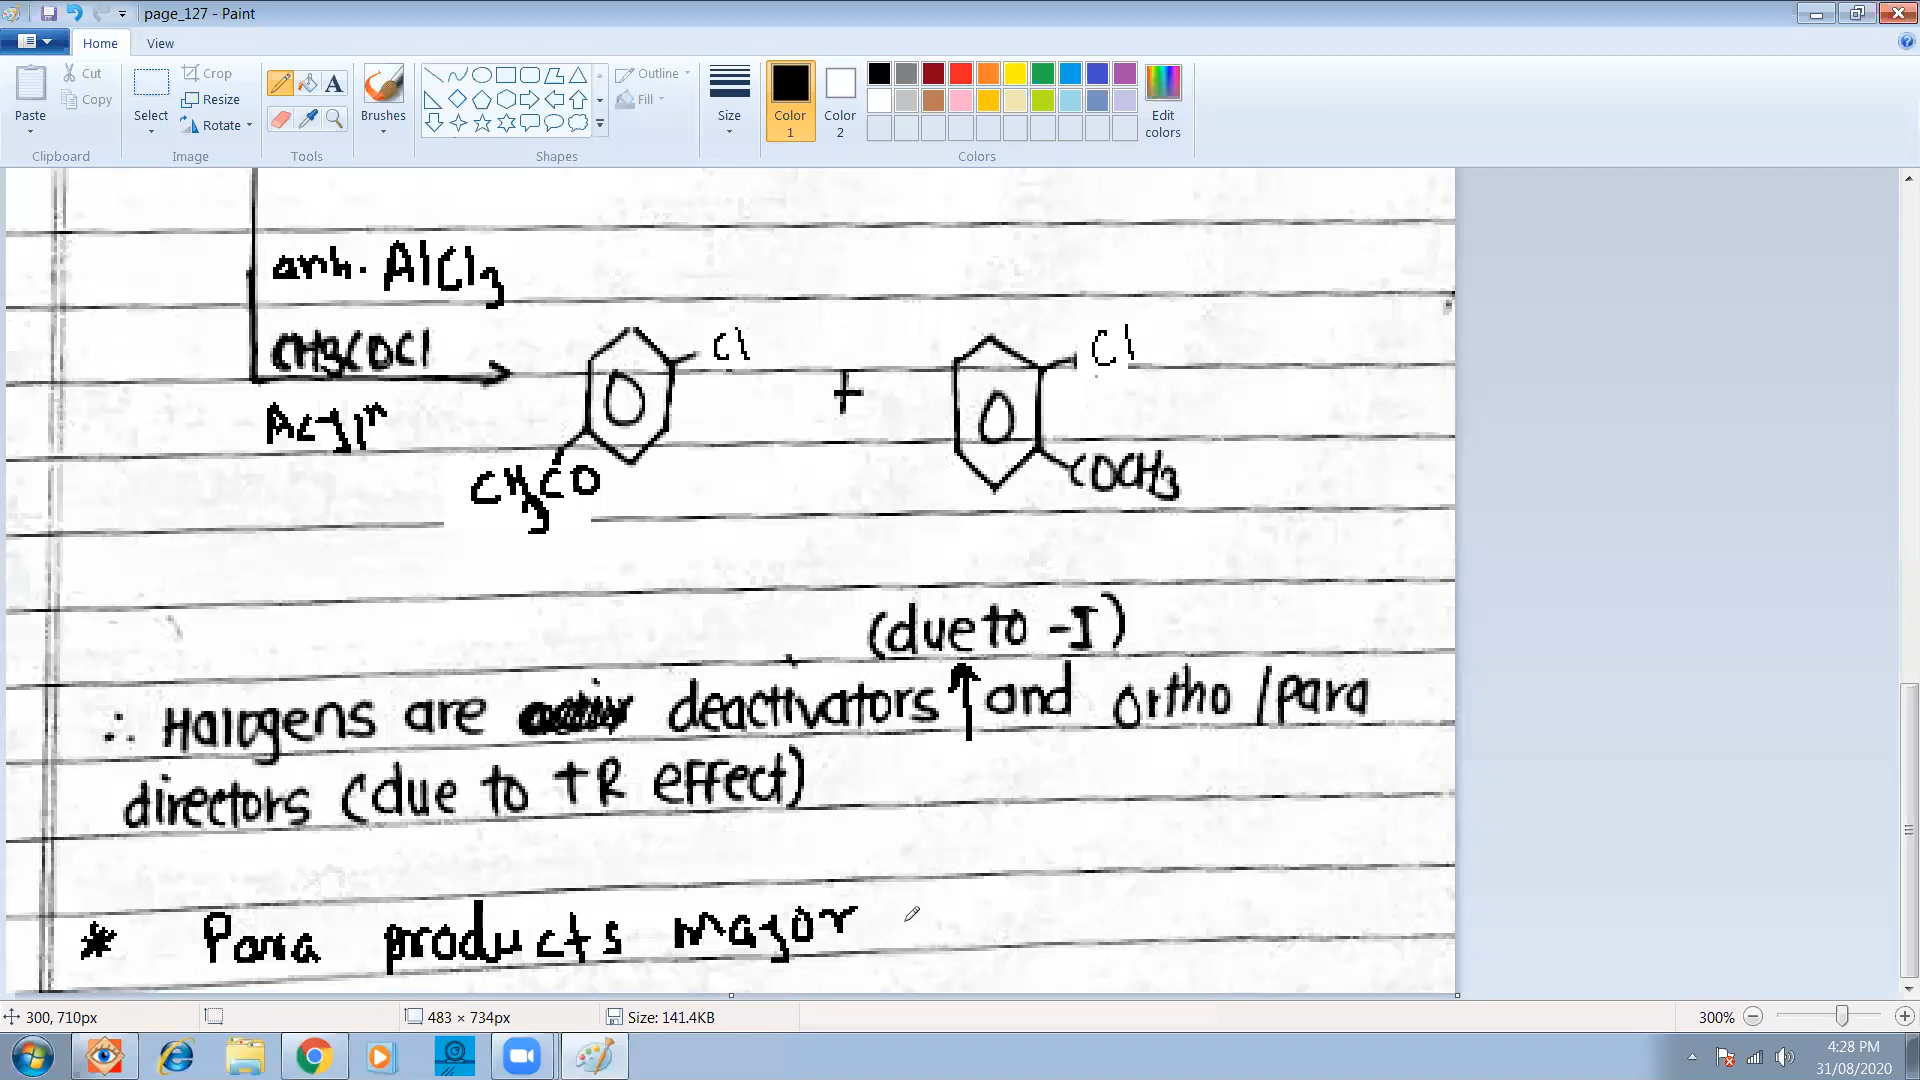 page_127 - Paint
Home View
Cut
Copy
Paste
Clipboard
Select
Crop
Resize
Rotate
Image
Tools
Brushes
Shapes
Outline
Fill
Size
Color 1
Color 2
Edit colors
Colors
anh. AlCl3
CH3COCl
Acylⁿ
Cl
CH3CO
+
Cl
COCH3
(due to -I)
∴ Halogens are deactivators ↑ and ortho / para
directors (due to +R effect)
* Para products major
300, 710px
483 × 734px
Size: 141.4KB
300%
4:28 PM
31/08/2020